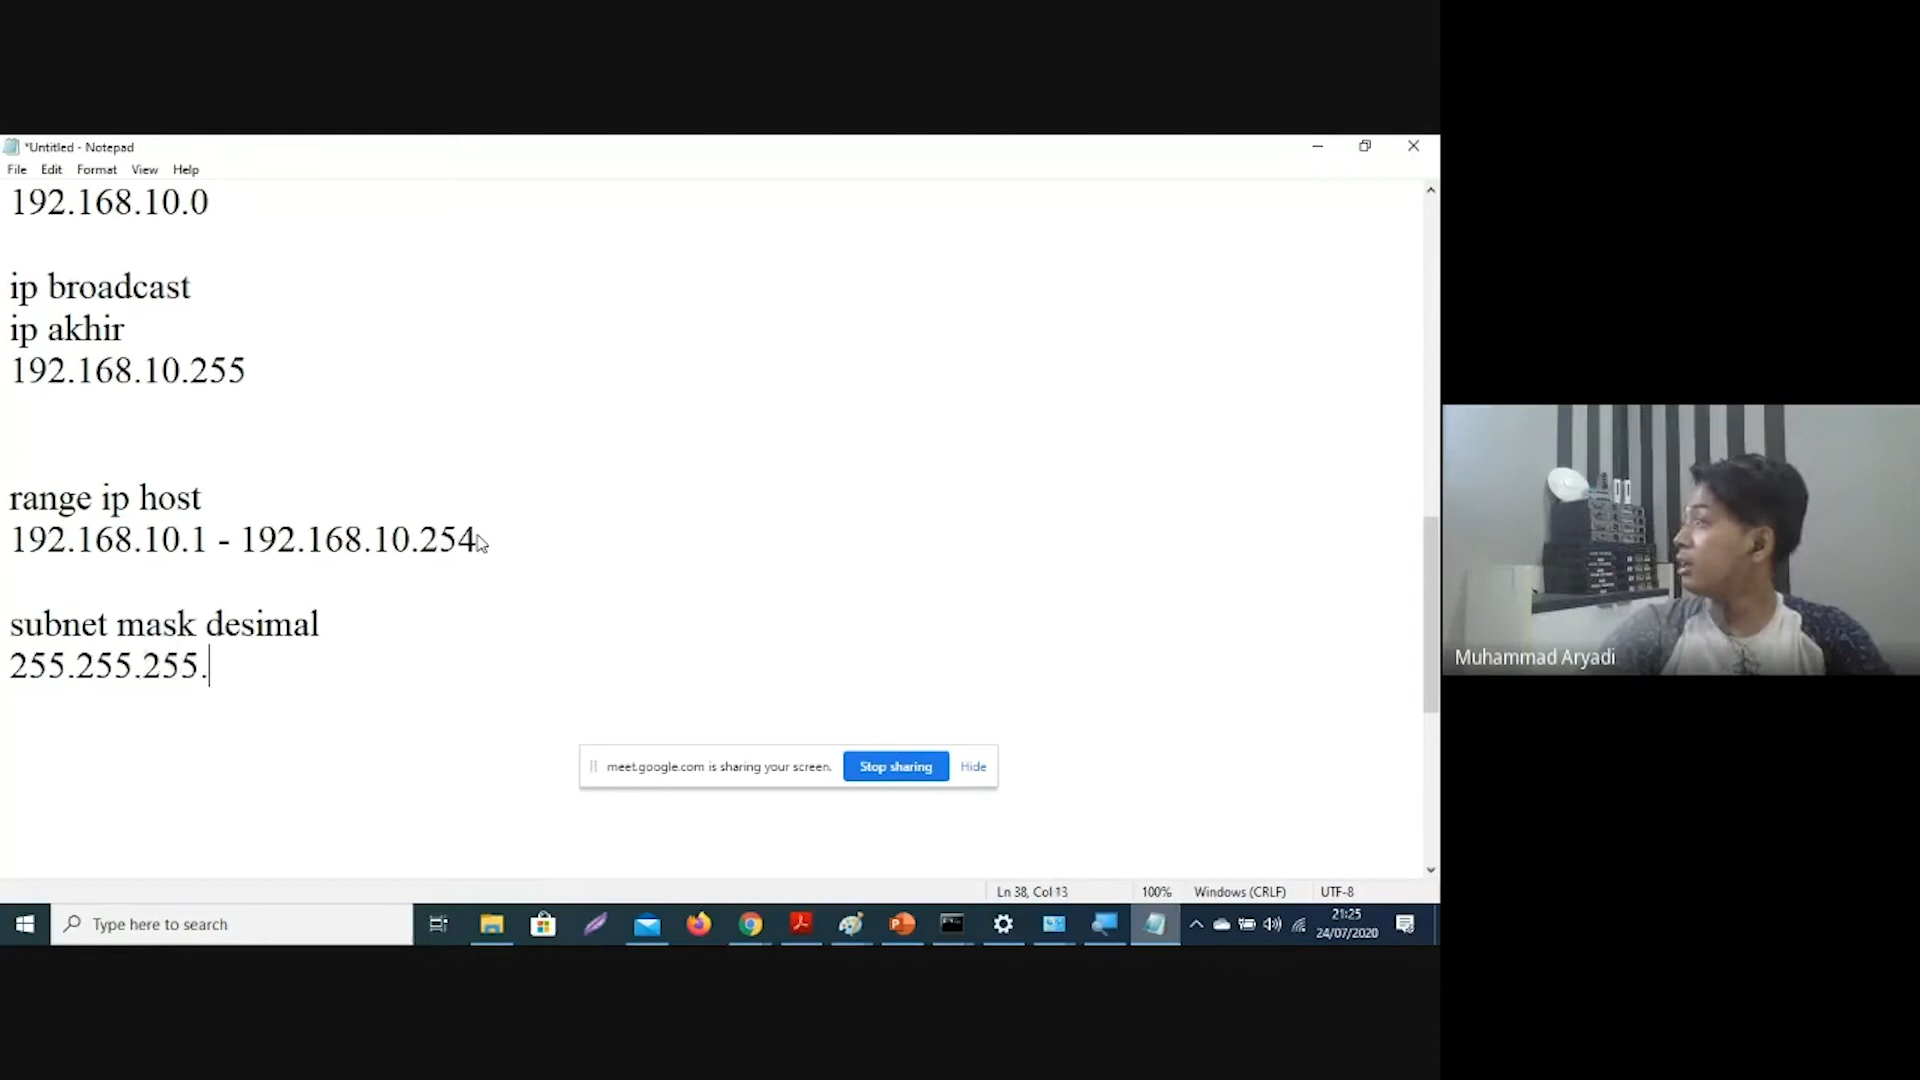 *Untitled - Notepad
File Edit Format View Help
192.168.10.0
ip broadcast
ip akhir
192.168.10.255
range ip host
192.168.10.1 - 192.168.10.254
subnet mask desimal
255.255.255.
meet.google.com is sharing your screen. Stop sharing Hide
Muhammad Aryadi
Ln 38, Col 13 100% Windows (CRLF) UTF-8
Type here to search
21:25
24/07/2020